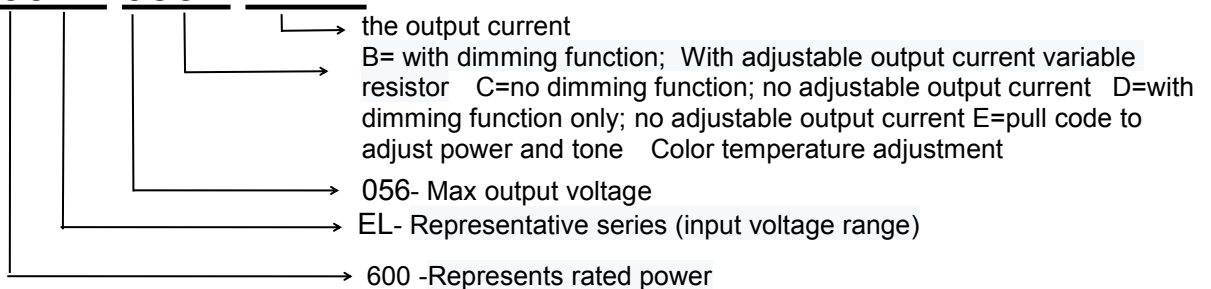 the output current
B= with dimming function; With adjustable output current variable
resistor C=no dimming function; no adjustable output current D=with
dimming function only; no adjustable output current E=pull code to
adjust power and tone Color temperature adjustment
056- Max output voltage
EL- Representative series (input voltage range)
600 -Represents rated power